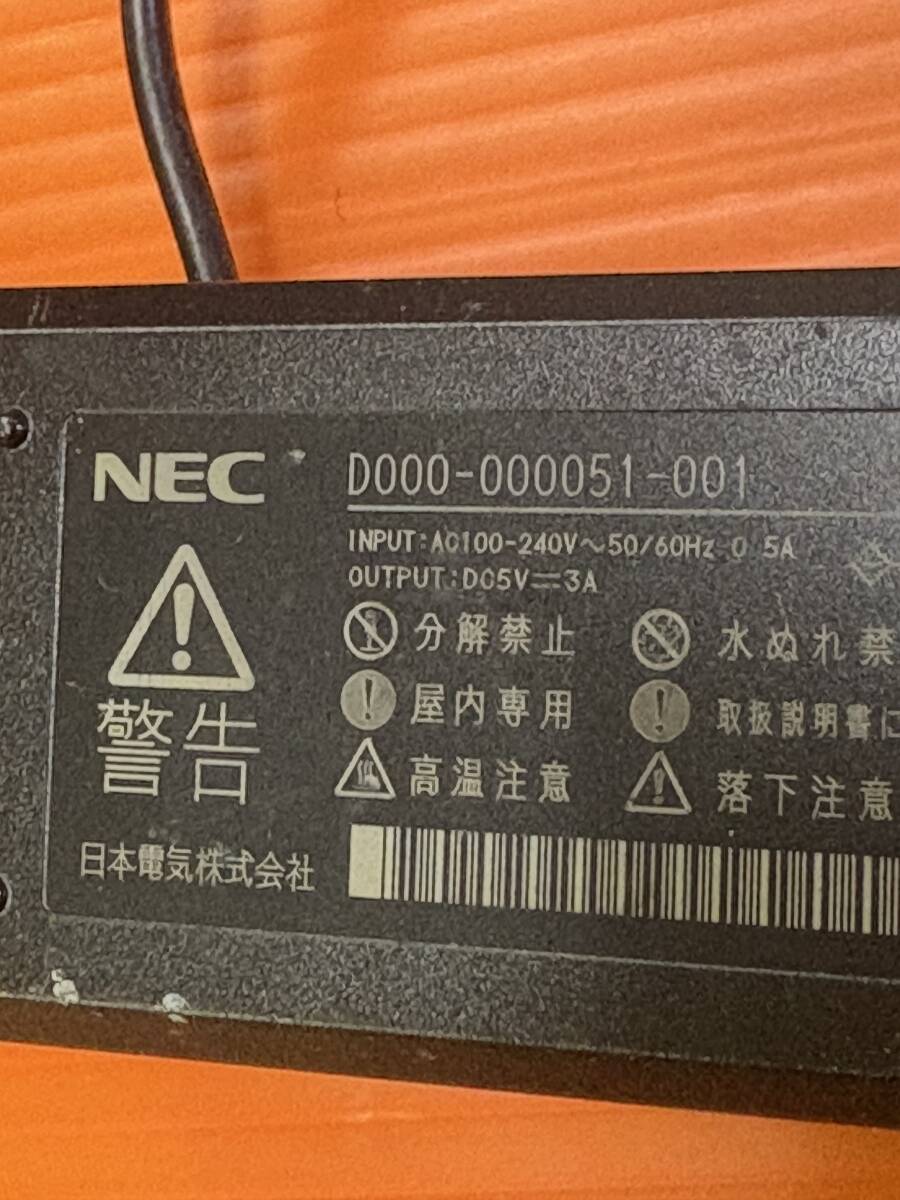 NEC
D000-000051-001
INPUT:AC100-240V～50/60Hz 0.5A
OUTPUT:DC5V⎓3A
警告
分解禁止
水ぬれ禁
屋内専用
取扱説明書に
高温注意
落下注意
日本電気株式会社